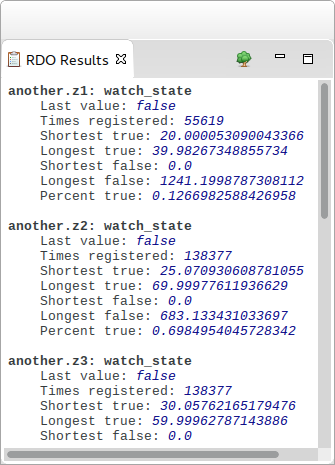 RDO Results
another.z1: watch_state
Last value: false
Times registered: 55619
Shortest true: 20.000053090043366
Longest true: 39.98267348855734
Shortest false: 0.0
Longest false: 1241.1998787308112
Percent true: 0.1266982588426958
another.z2: watch_state
Last value: false
Times registered: 138377
Shortest true: 25.070930608781055
Longest true: 69.99977611936629
Shortest false: 0.0
Longest false: 683.133431033697
Percent true: 0.6984954045728342
another.z3: watch_state
Last value: false
Times registered: 138377
Shortest true: 30.05762165179476
Longest true: 59.99962787143886
Shortest false: 0.0